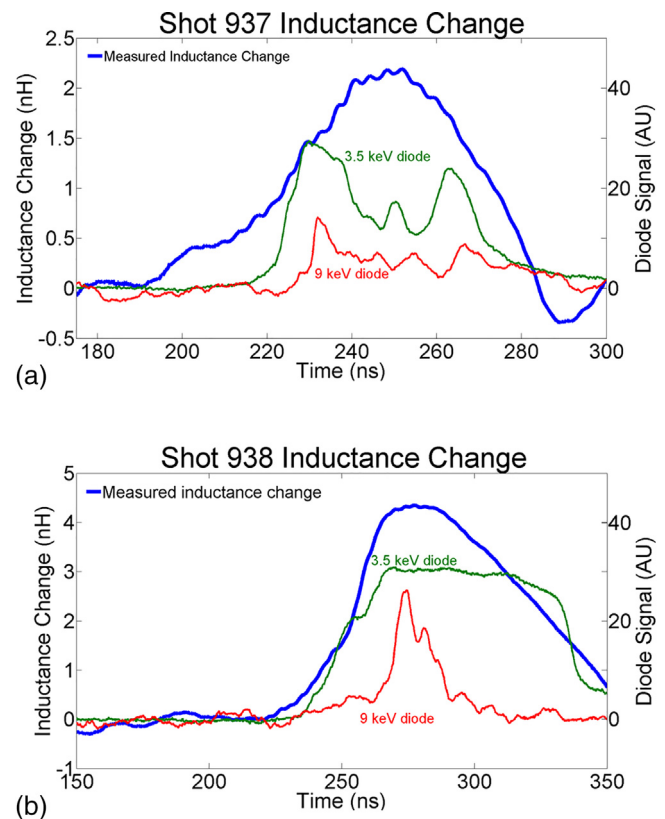 Shot 937 Inductance Change
2.5
Measured Inductance Change
2
40
1.5
3.5 keV diode
1
20
0.5
9 keV diode
0
0
-0.5
175
200
220
240
260
280
300
Inductance Change (nH)
Diode Signal (AU)
Time (ns)
(a)
Shot 938 Inductance Change
5
Measured inductance change
4
40
3.5 keV diode
3
2
20
1
0
0
9 keV diode
-1
150
200
250
300
350
Inductance Change (nH)
Diode Signal (AU)
Time (ns)
(b)